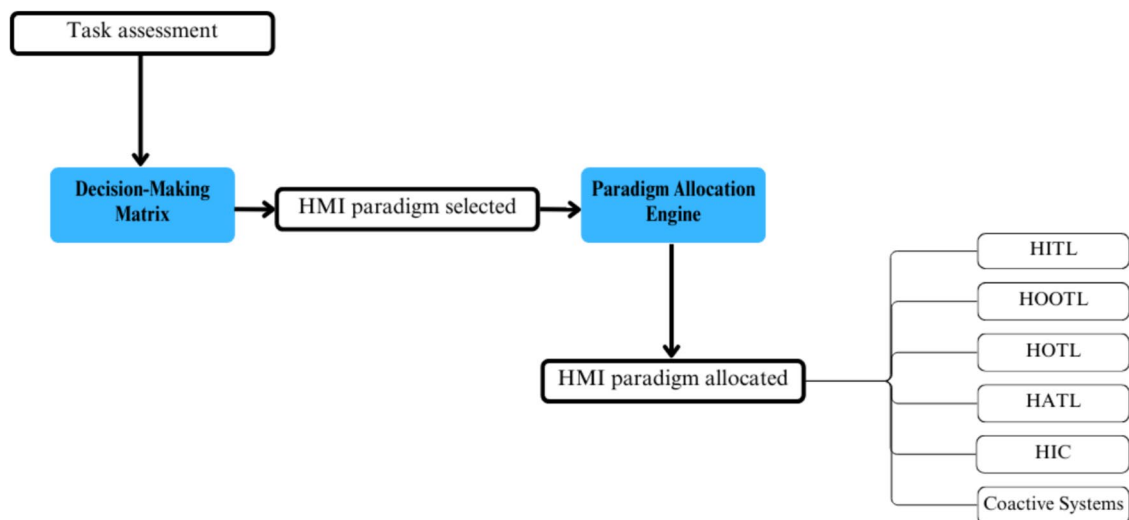 Task assessment
Decision-Making
Matrix
HMI paradigm selected
Paradigm Allocation
Engine
HMI paradigm allocated
HITL
HOOTL
HOTL
HATL
HIC
Coactive Systems